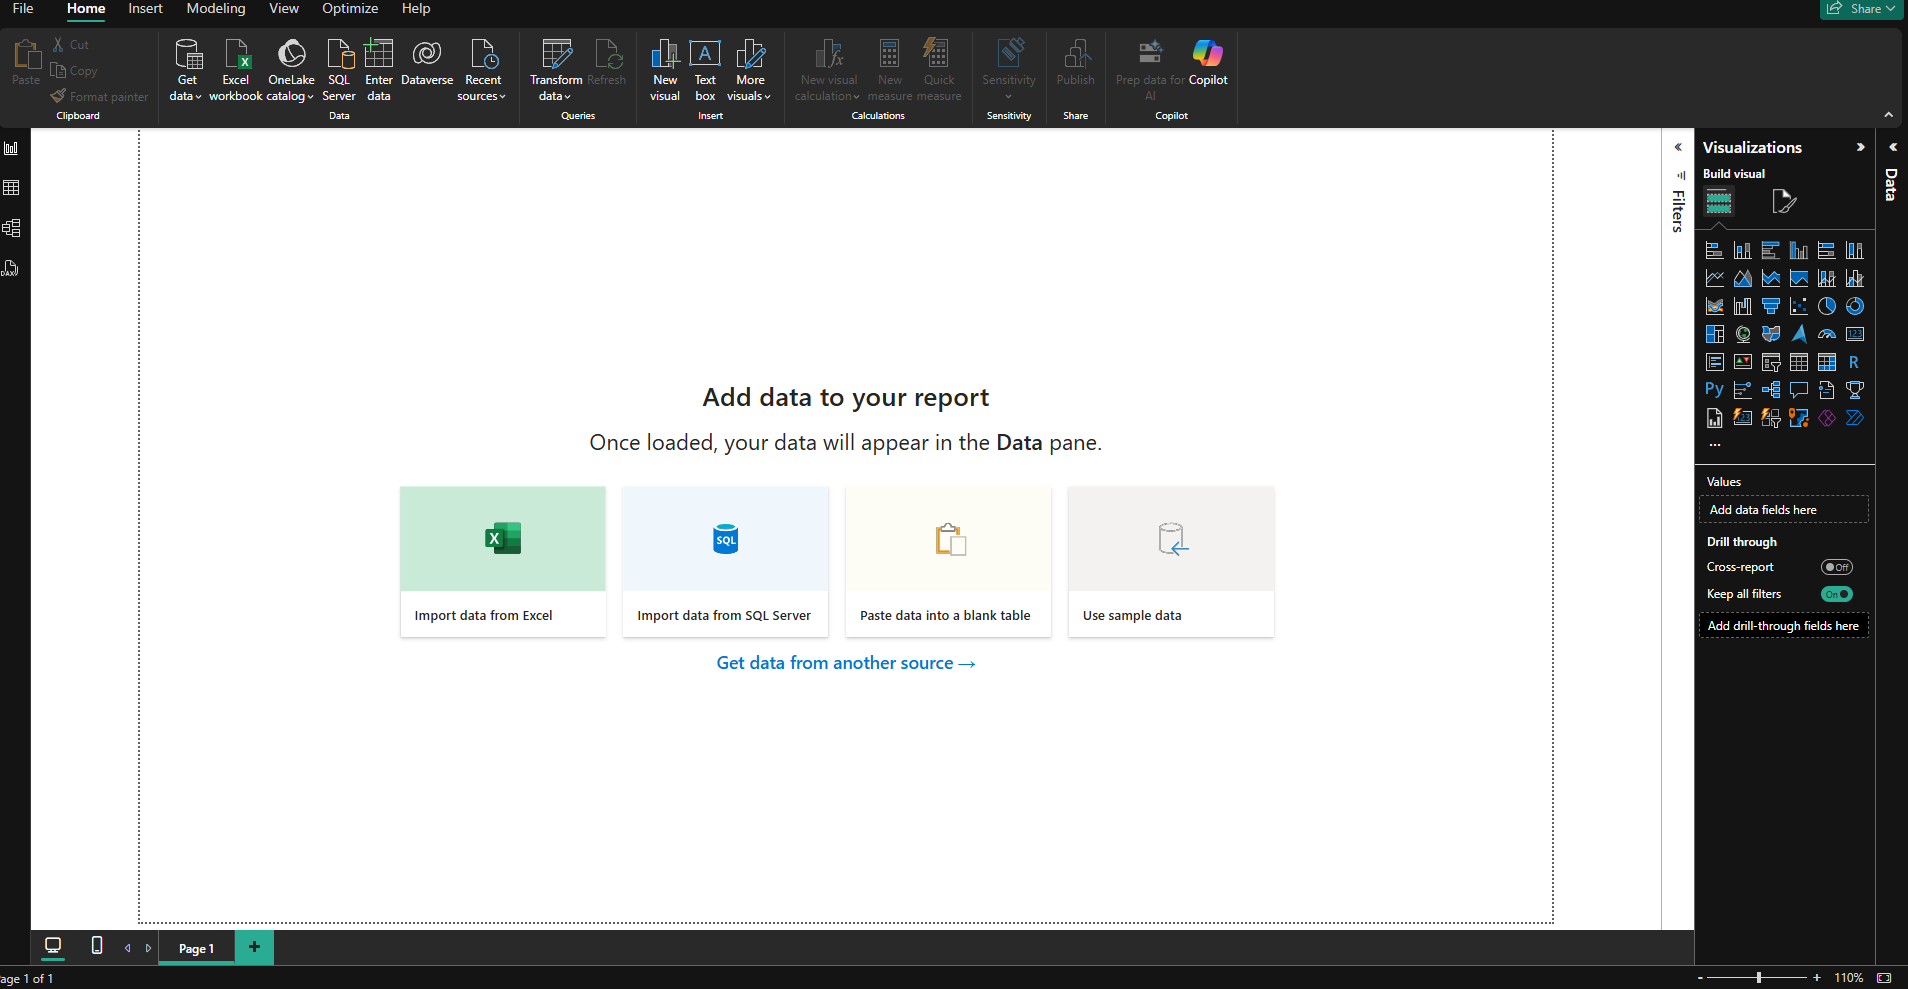 File Home Insert Modeling View Optimize Help
Share
Paste
Cut
Copy
Format painter
Clipboard
Get data
Excel workbook
OneLake catalog
SQL Server
Enter data
Dataverse
Recent sources
Data
Transform data
Refresh
Queries
New visual
Text box
More visuals
Insert
New visual calculation
New measure
Quick measure
Calculations
Sensitivity
Sensitivity
Publish
Share
Prep data for AI
Copilot
Copilot
Add data to your report
Once loaded, your data will appear in the Data pane.
Import data from Excel
SQL
Import data from SQL Server
Paste data into a blank table
Use sample data
Get data from another source →
Filters
Visualizations
Build visual
123
R
Py
123
...
Values
Add data fields here
Drill through
Cross-report
Off
Keep all filters
On
Add drill-through fields here
Data
DAX
Page 1
age 1 of 1
- + 110%